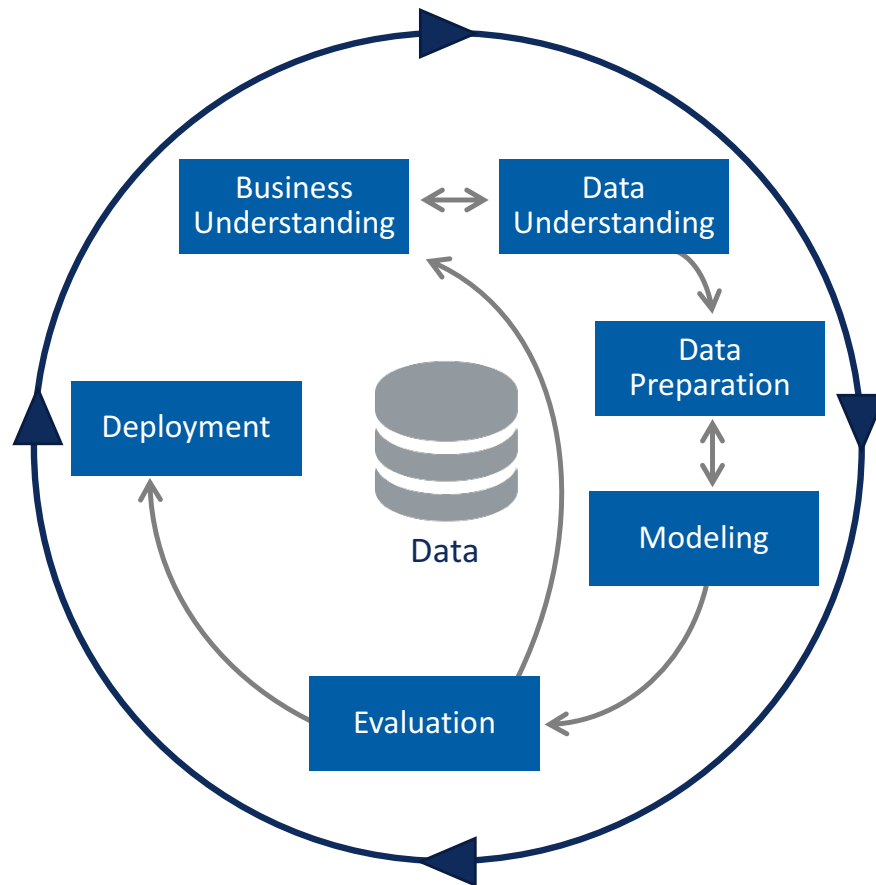 Business
Understanding
Data
Understanding
Data
Preparation
Deployment
Data
Modeling
Evaluation